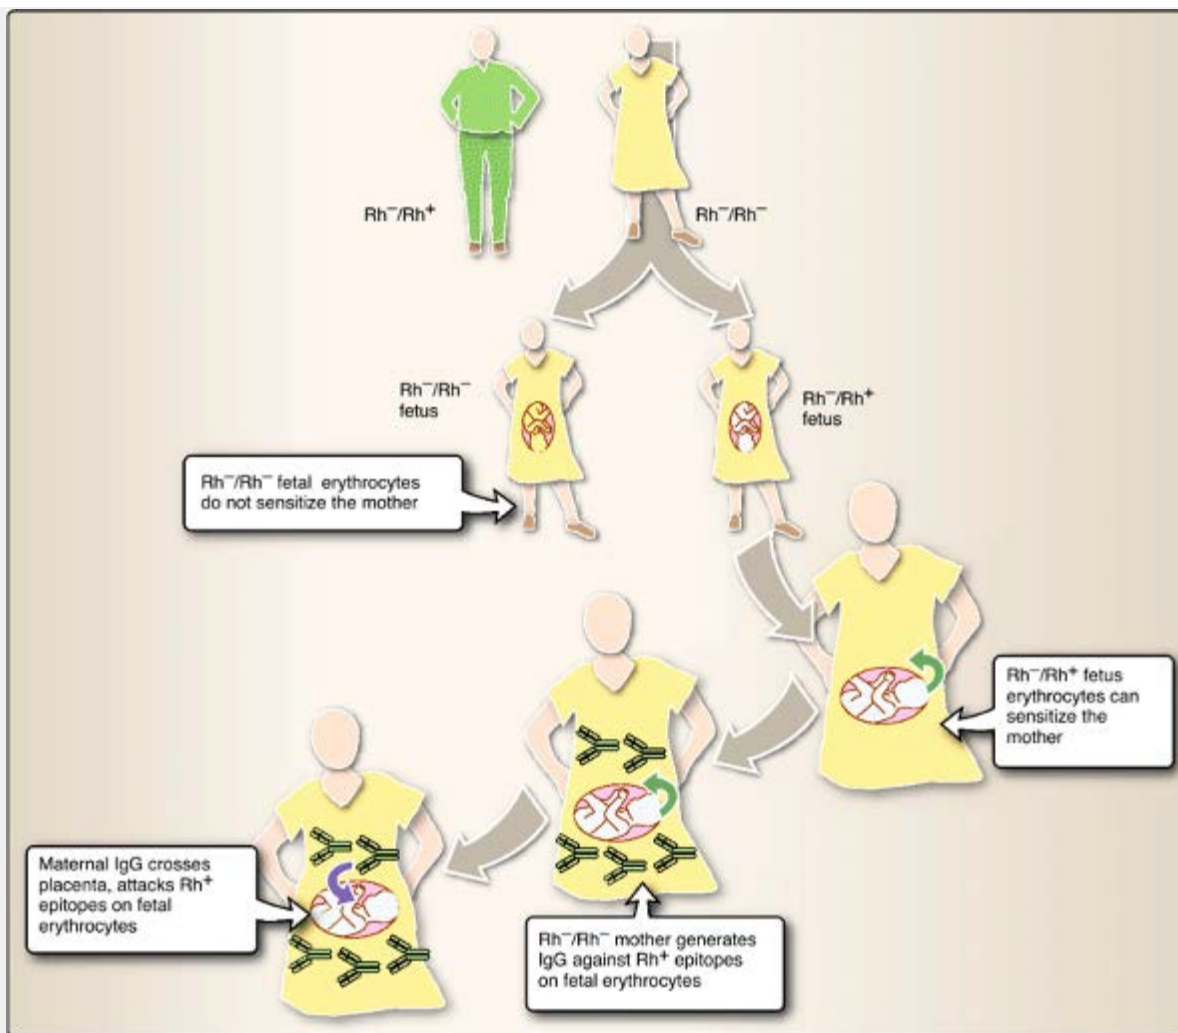 Rh⁻/Rh⁺
Rh⁻/Rh⁻
Rh⁻/Rh⁻
fetus
Rh⁻/Rh⁺
fetus
Rh⁻/Rh⁻ fetal erythrocytes
do not sensitize the mother
Rh⁻/Rh⁺ fetus
erythrocytes can
sensitize the
mother
Maternal IgG crosses
placenta, attacks Rh⁺
epitopes on fetal
erythrocytes
Rh⁻/Rh⁻ mother generates
IgG against Rh⁺ epitopes
on fetal erythrocytes